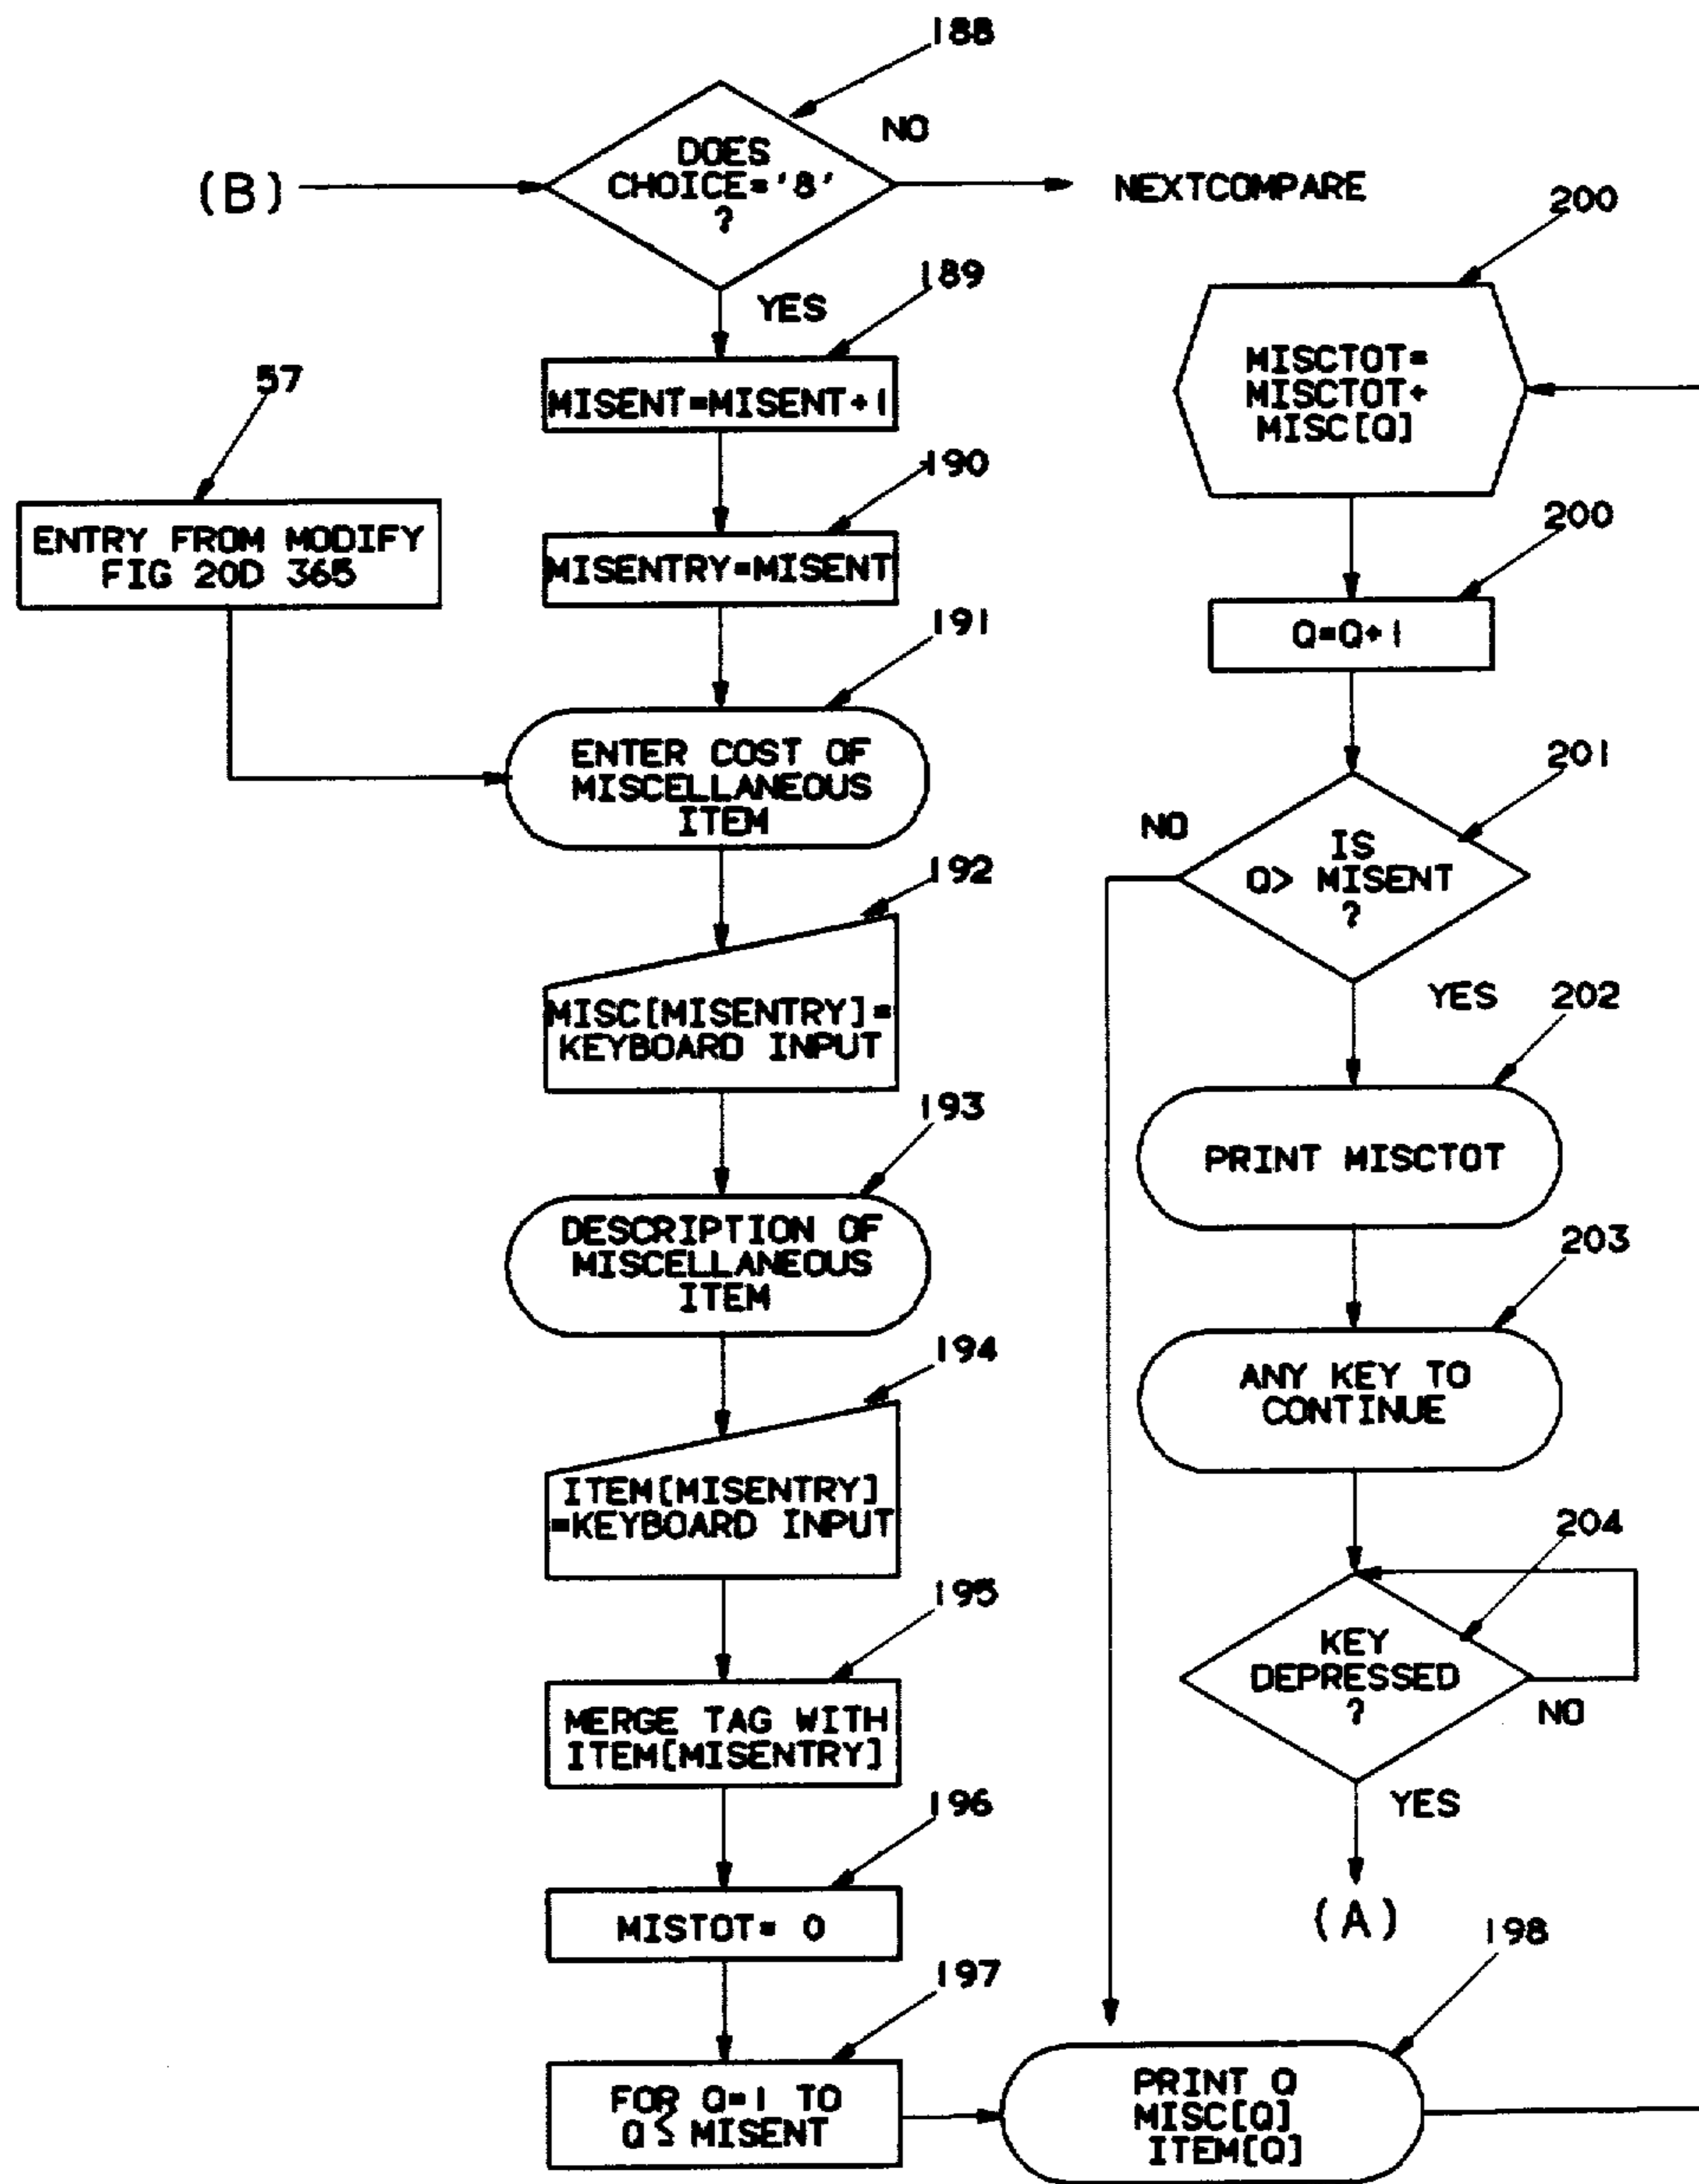 188
DOES
CHOICE='8'
?
NO
(B)
NEXTCOMPARE
YES
189
MISENT=MISENT+1
57
ENTRY FROM MODIFY
FIG 20D 365
190
MISENTRY=MISENT
191
ENTER COST OF
MISCELLANEOUS
ITEM
192
MISC[MISENTRY]=
KEYBOARD INPUT
193
DESCRIPTION OF
MISCELLANEOUS
ITEM
194
ITEM[MISENTRY]
=KEYBOARD INPUT
195
MERGE TAG WITH
ITEM[MISENTRY]
196
MISTOT= 0
197
FOR Q=1 TO
Q≤ MISENT
198
PRINT Q
MISC[Q]
ITEM[Q]
200
MISCTOT=
MISCTOT+
MISC[Q]
200
Q=Q+1
201
IS
Q> MISENT
?
NO
YES
202
PRINT MISCTOT
203
ANY KEY TO
CONTINUE
204
KEY
DEPRESSED
?
NO
YES
(A)